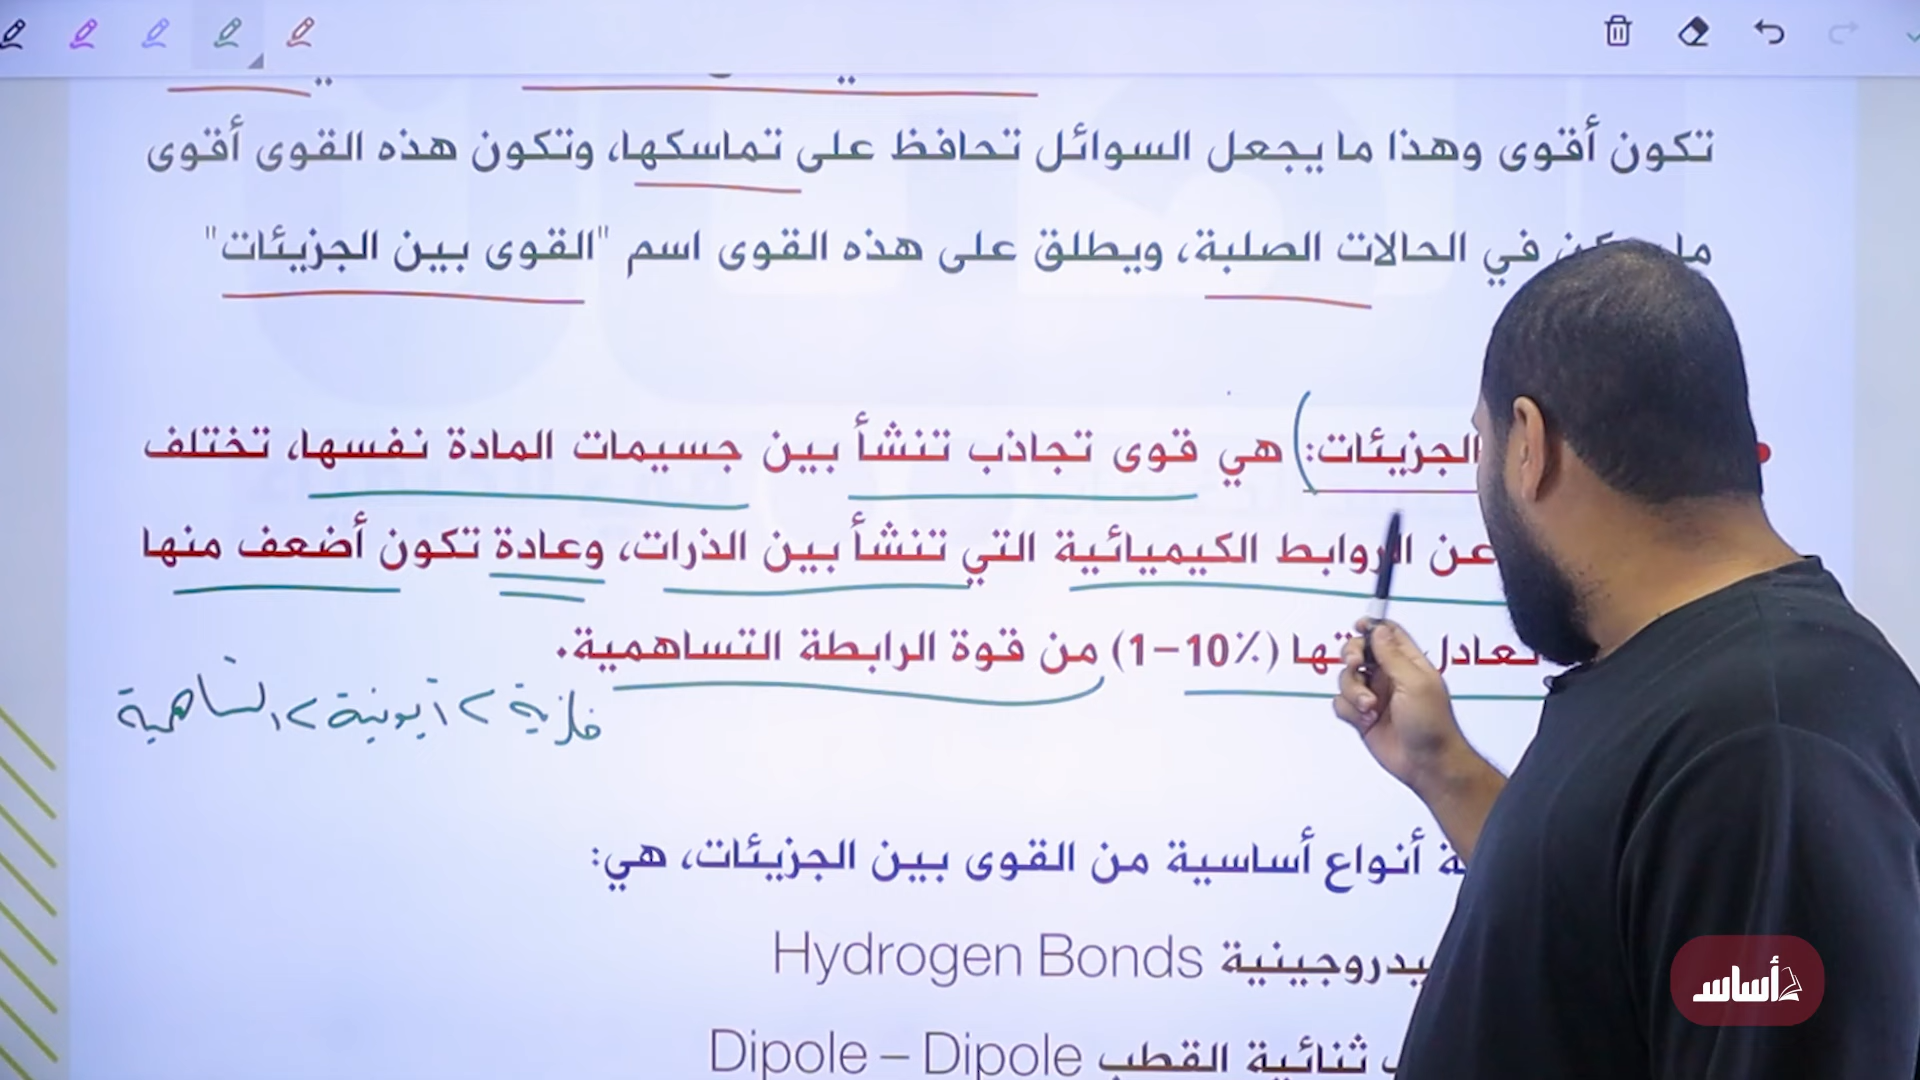 تكون أقوى وهذا ما يجعل السوائل تحافظ على تماسكها، وتكون هذه القوى أقوى
في الحالات الصلبة، ويطلق على هذه القوى اسم "القوى بين الجزيئات"
الجزيئات: هي قوى تجاذب تنشأ بين جسيمات المادة نفسها، تختلف
عن الروابط الكيميائية التي تنشأ بين الذرات، وعادة تكون أضعف منها
(1-10٪) من قوة الرابطة التساهمية.
فلزية > أيونية > التساهمية
أنواع أساسية من القوى بين الجزيئات، هي:
Hydrogen Bonds
ثنائية القطب Dipole – Dipole
أساس